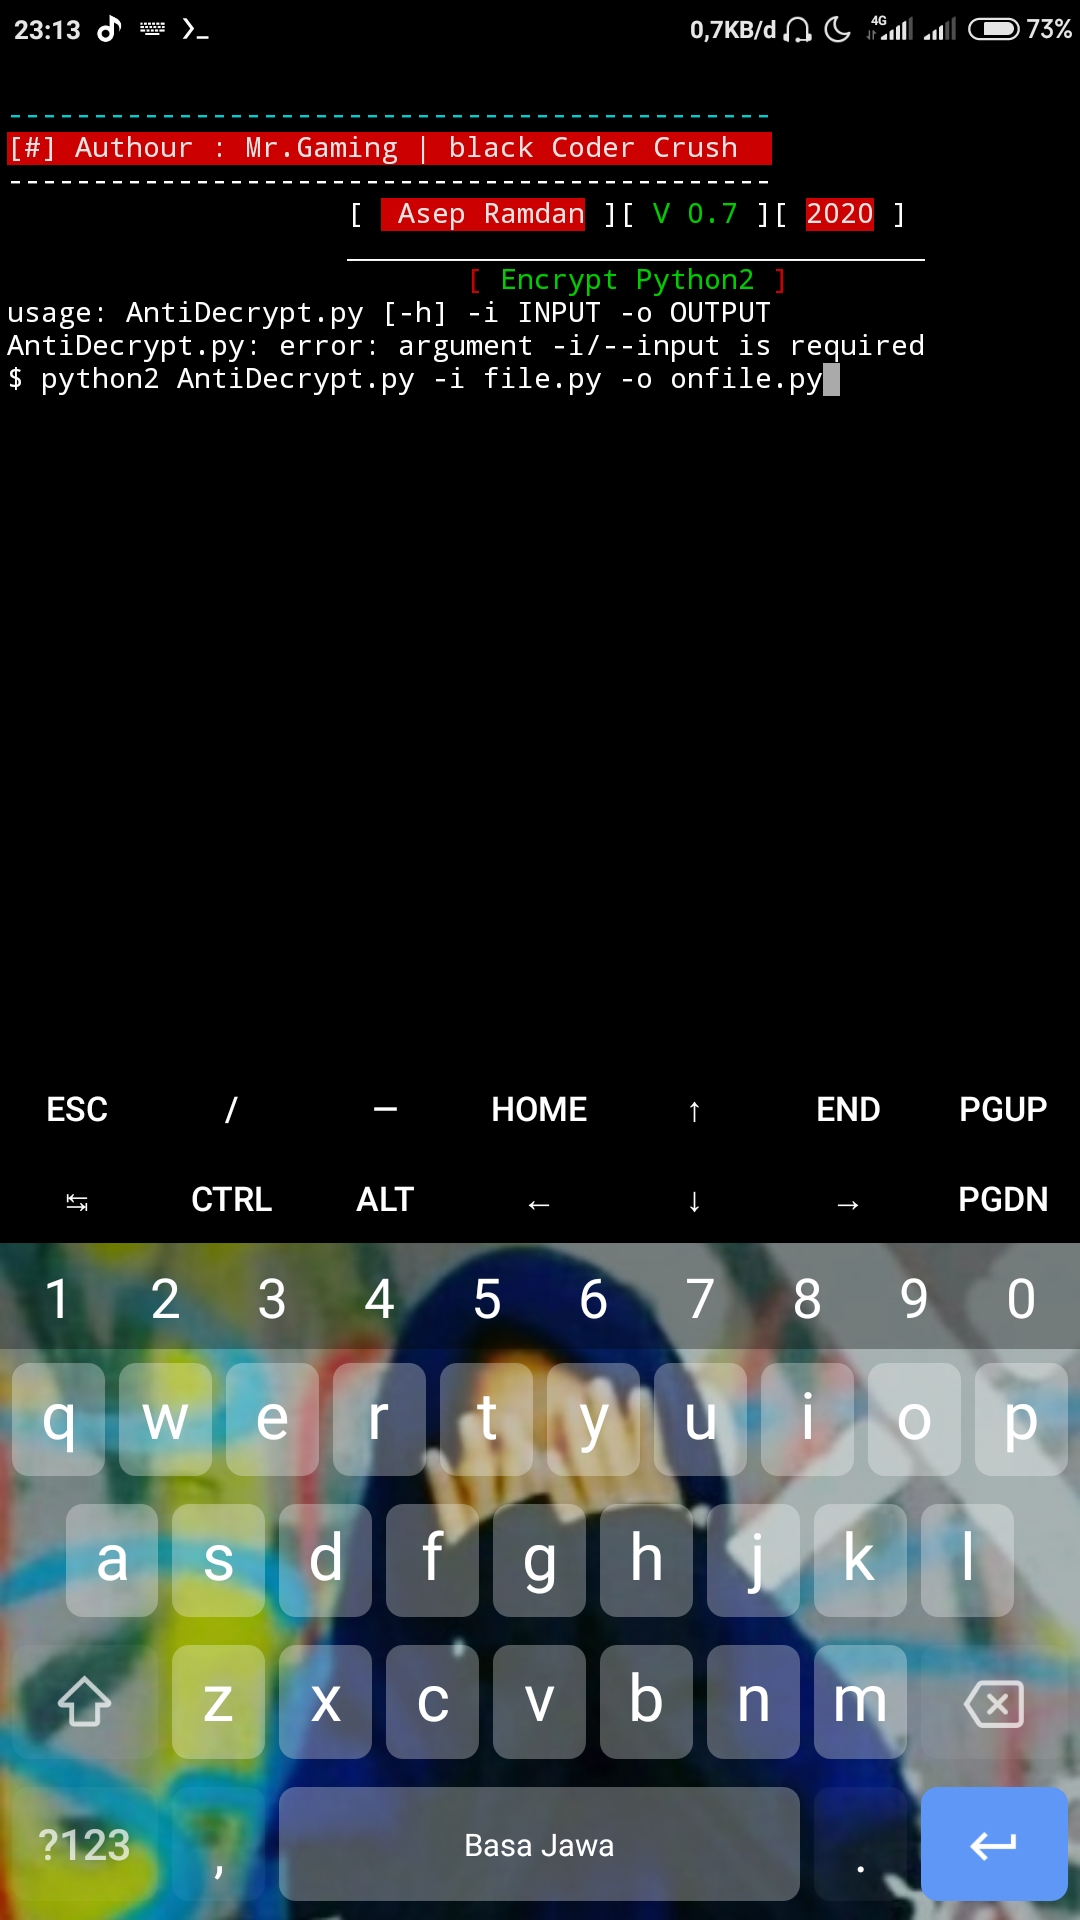 23:13 0,7KB/d 4G 73%
---------------------------------------------
[#] Authour : Mr.Gaming | black Coder Crush
---------------------------------------------
[ Asep Ramdan ][ V 0.7 ][ 2020 ]
__________________________________
[ Encrypt Python2 ]
usage: AntiDecrypt.py [-h] -i INPUT -o OUTPUT
AntiDecrypt.py: error: argument -i/--input is required
$ python2 AntiDecrypt.py -i file.py -o onfile.py
ESC / — HOME ↑ END PGUP
↹ CTRL ALT ← ↓ → PGDN
1 2 3 4 5 6 7 8 9 0
q w e r t y u i o p
a s d f g h j k l
z x c v b n m
?123 , Basa Jawa .